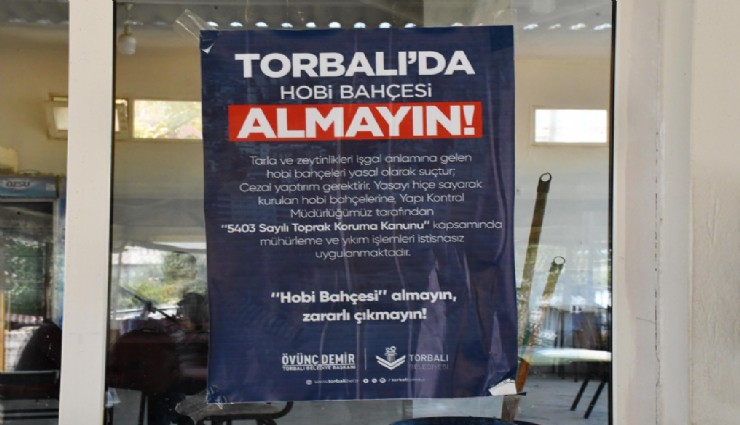 TORBALI'DA
HOBİ BAHÇESİ
ALMAYIN!
Tarla ve zeytinlikleri işgal anlamına gelen
hobi bahçeleri yasal olarak suçtur;
Cezai yaptırım gerektirir. Yasayı hiçe sayarak
kurulan hobi bahçelerine, Yapı Kontrol
Müdürlüğümüz tarafından
"5403 Sayılı Toprak Koruma Kanunu" kapsamında
mühürleme ve yıkım işlemleri istisnasız
uygulanmaktadır.
"Hobi Bahçesi" almayın,
zararlı çıkmayın!
ÖVÜNÇ DEMİR
TORBALI BELEDİYE BAŞKANI
TORBALI
BELEDİYESİ